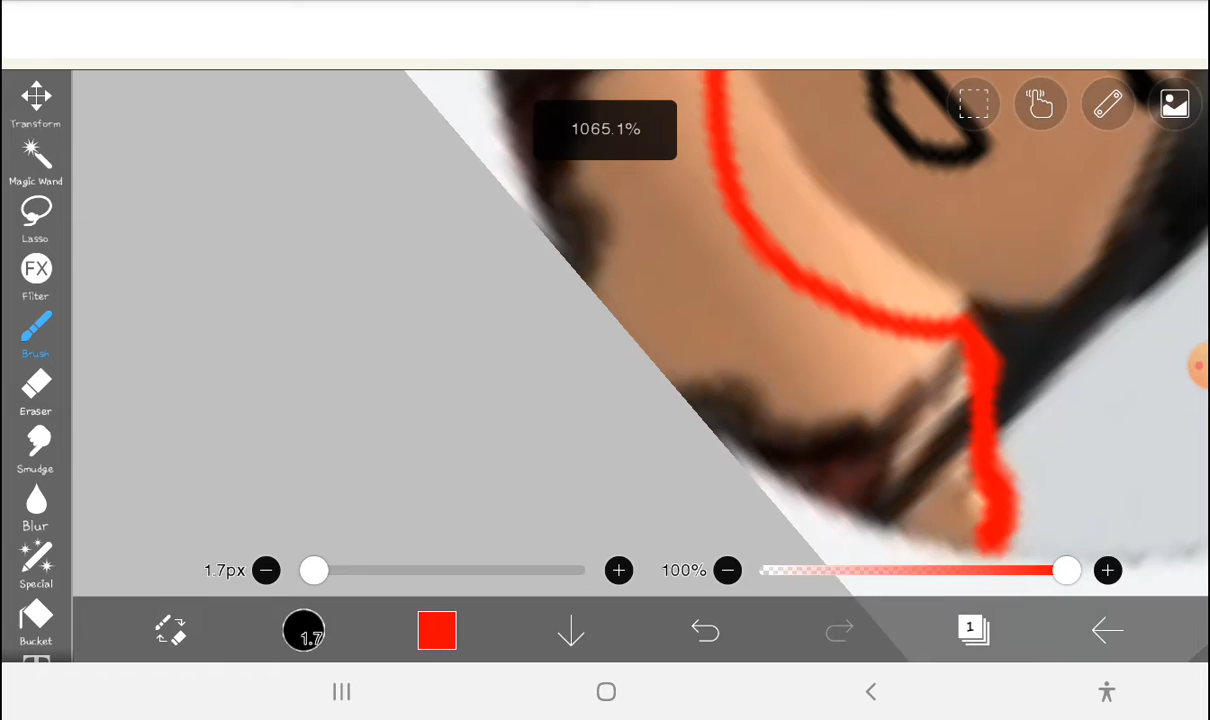 Transform
Magic Wand
Lasso
FX
Filter
Brush
Eraser
Smudge
Blur
Special
Bucket
1065.1%
1.7px
100%
1.7
1